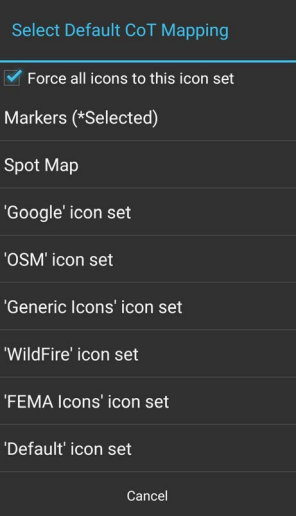 Select Default CoT Mapping
Force all icons to this icon set
Markers (*Selected)
Spot Map
'Google' icon set
'OSM' icon set
'Generic Icons' icon set
'WildFire' icon set
'FEMA Icons' icon set
'Default' icon set
Cancel